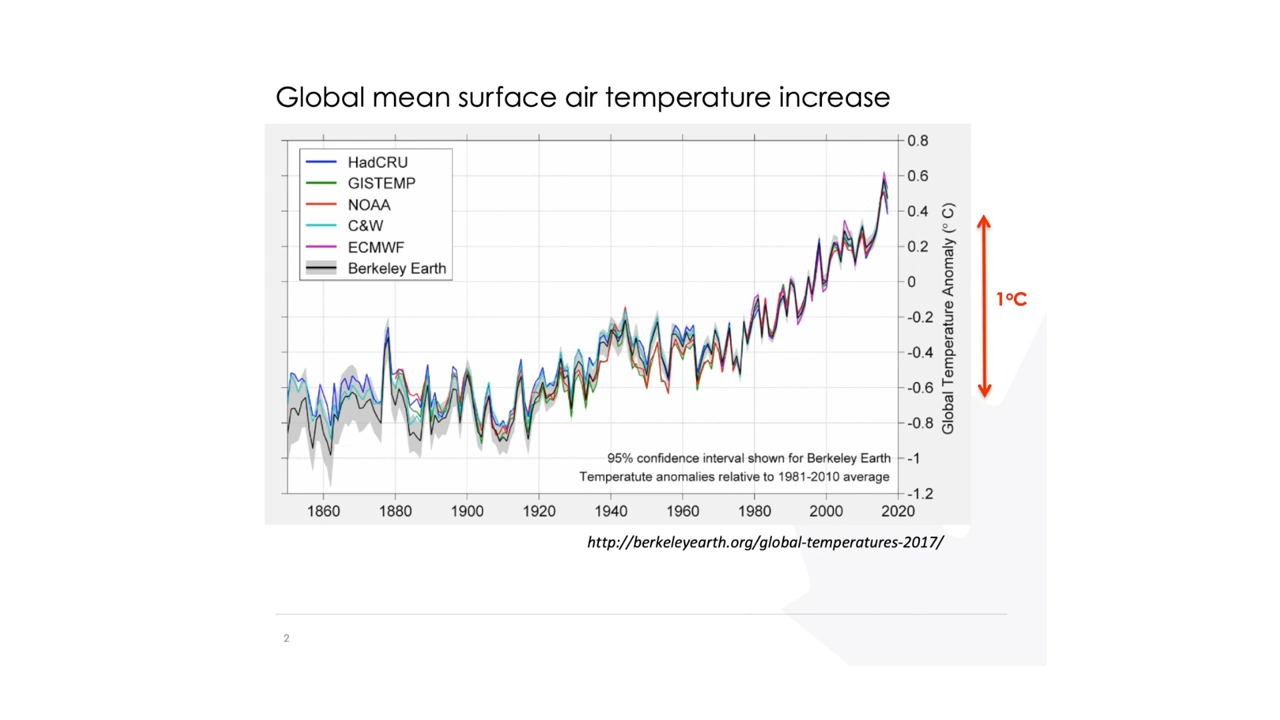 Global mean surface air temperature increase
HadCRU
GISTEMP
NOAA
C&W
ECMWF
Berkeley Earth
0.8
0.6
0.4
0.2
0
-0.2
-0.4
-0.6
-0.8
-1
-1.2
Global Temperature Anomaly (° C)
1°C
95% confidence interval shown for Berkeley Earth
Temperatute anomalies relative to 1981-2010 average
1860 1880 1900 1920 1940 1960 1980 2000 2020
http://berkeleyearth.org/global-temperatures-2017/
2